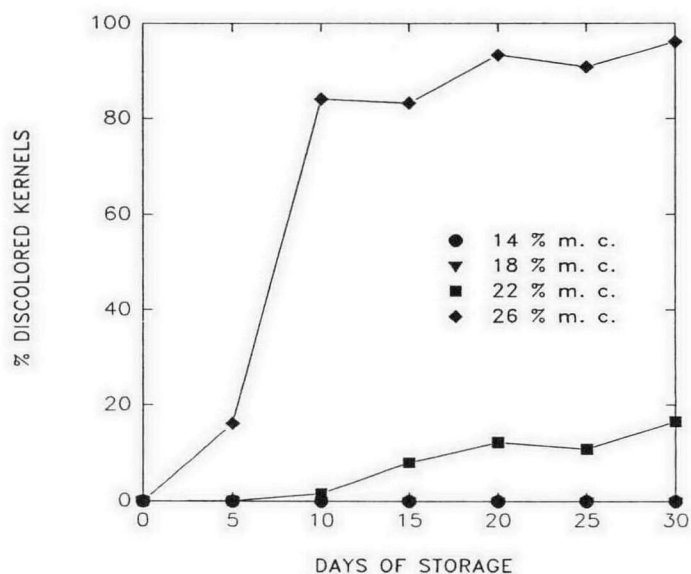 100
80
60
40
20
0
% DISCOLORED KERNELS
14 % m. c.
18 % m. c.
22 % m. c.
26 % m. c.
0 5 10 15 20 25 30
DAYS OF STORAGE